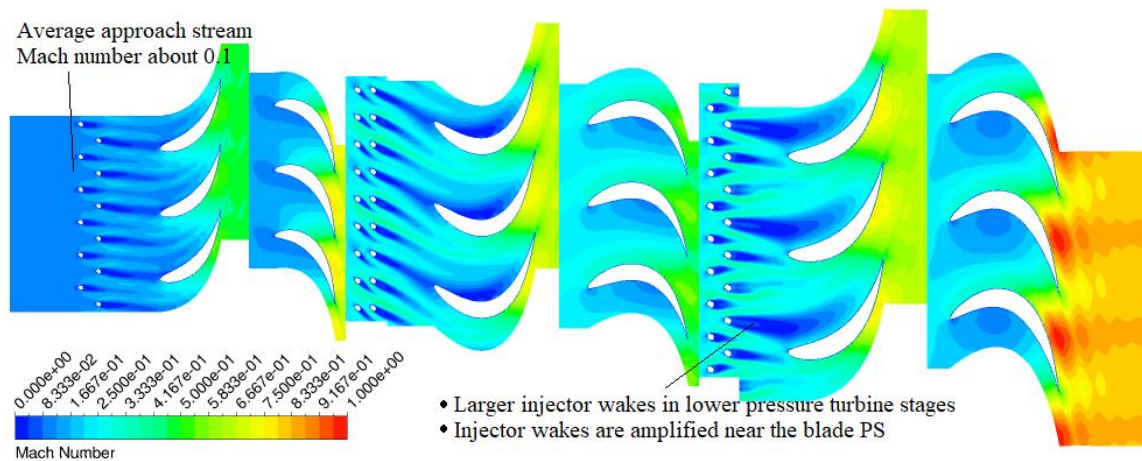 Average approach stream
Mach number about 0.1
0.000e+00
8.333e-02
1.667e-01
2.500e-01
3.333e-01
4.167e-01
5.000e-01
5.833e-01
6.667e-01
7.500e-01
8.333e-01
9.167e-01
1.000e+00
Mach Number
• Larger injector wakes in lower pressure turbine stages
• Injector wakes are amplified near the blade PS